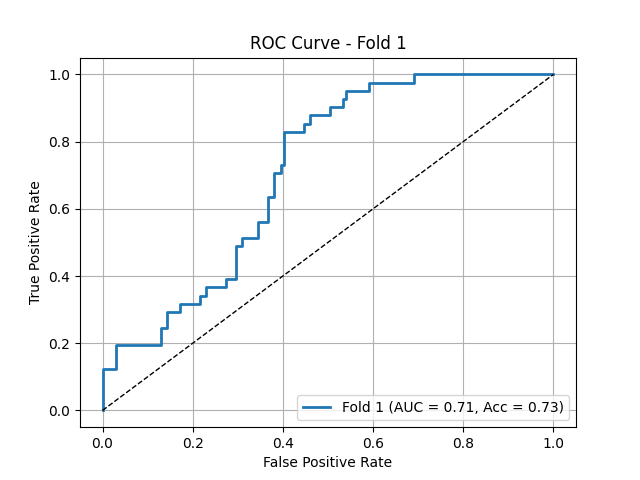 ROC Curve - Fold 1
True Positive Rate
1.0
0.8
0.6
0.4
0.2
0.0
Fold 1 (AUC = 0.71, Acc = 0.73)
0.0 0.2 0.4 0.6 0.8 1.0
False Positive Rate